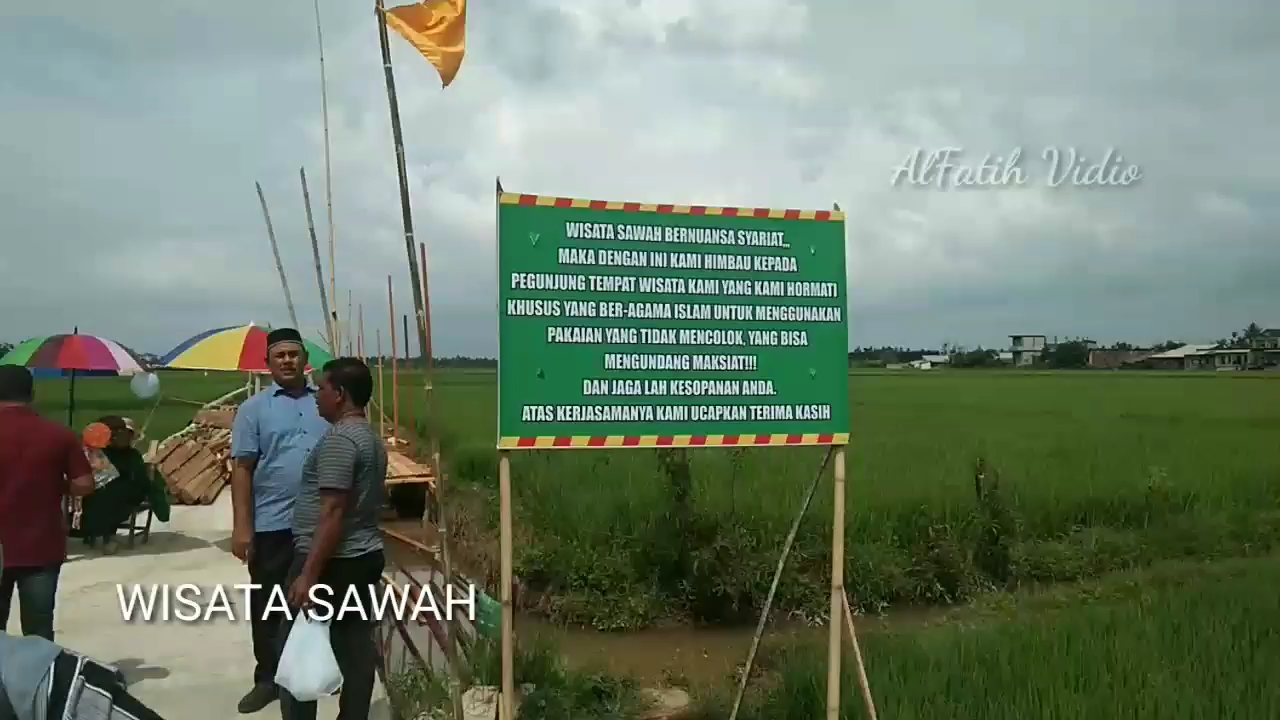 AlFatih Vidio
WISATA SAWAH BERNUANSA SYARIAT...
MAKA DENGAN INI KAMI HIMBAU KEPADA
PEGUNJUNG TEMPAT WISATA KAMI YANG KAMI HORMATI
KHUSUS YANG BER-AGAMA ISLAM UNTUK MENGGUNAKAN
PAKAIAN YANG TIDAK MENCOLOK, YANG BISA
MENGUNDANG MAKSIAT!!!
DAN JAGA LAH KESOPANAN ANDA.
ATAS KERJASAMANYA KAMI UCAPKAN TERIMA KASIH
WISATA SAWAH